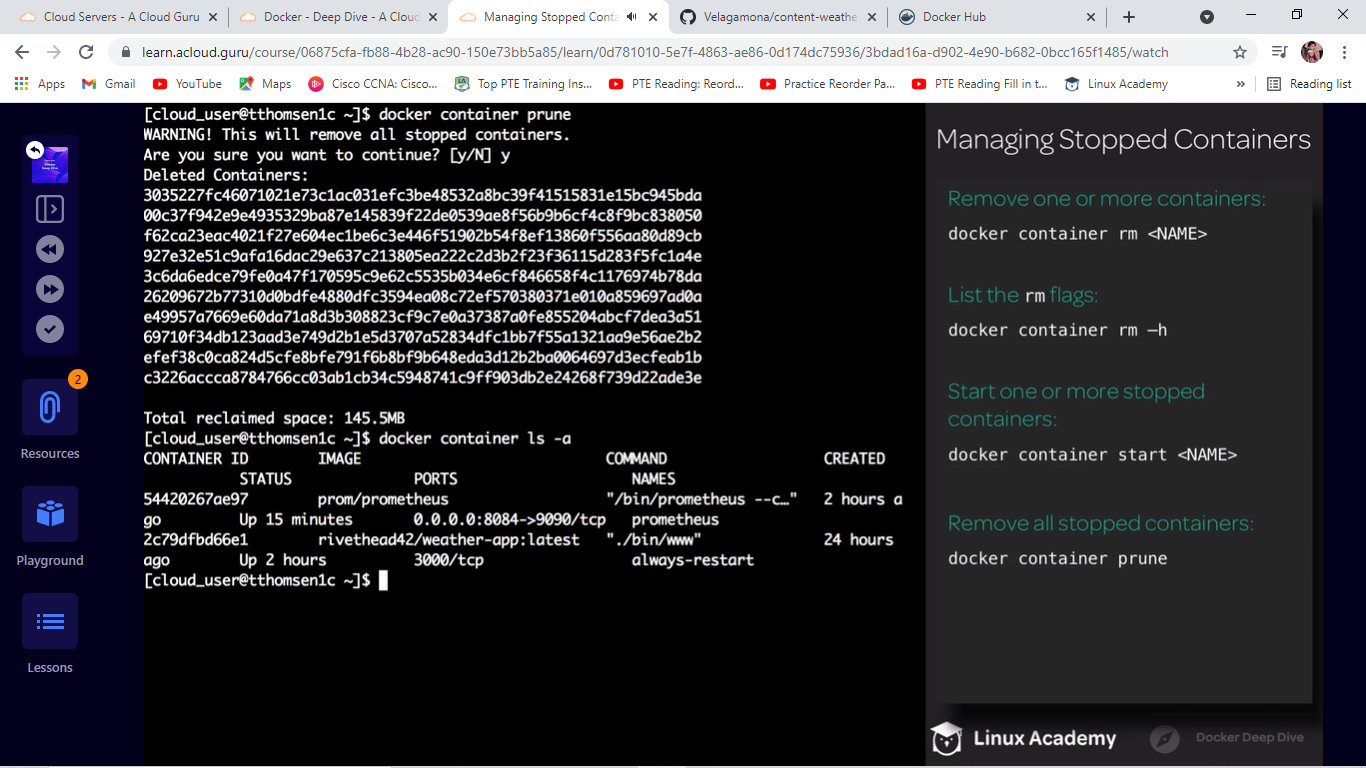 Cloud Servers - A Cloud Guru
Docker - Deep Dive - A Cloud
Managing Stopped Conta
Velagamona/content-weathe
Docker Hub
learn.acloud.guru/course/06875cfa-fb88-4b28-ac90-150e73bb5a85/learn/0d781010-5e7f-4863-ae86-0d174dc75936/3bdad16a-d902-4e90-b682-0bcc165f1485/watch
Apps
Gmail
YouTube
Maps
Cisco CCNA: Cisco...
Top PTE Training Ins...
PTE Reading: Reord...
Practice Reorder Pa...
PTE Reading Fill in t...
Linux Academy
»
Reading list
2
Resources
Playground
Lessons
[cloud_user@tthomsen1c ~]$ docker container prune
WARNING! This will remove all stopped containers.
Are you sure you want to continue? [y/N] y
Deleted Containers:
3035227fc46071021e73c1ac031efc3be48532a8bc39f41515831e15bc945bda
00c37f942e9e4935329ba87e145839f22de0539ae8f56b9b6cf4c8f9bc838050
f62ca23eac4021f27e604ec1be6c3e446f51902b54f8ef13860f556aa80d89cb
927e32e51c9afa16dac29e637c213805ea222c2d3b2f23f36115d283f5fc1a4e
3c6da6edce79fe0a47f170595c9e62c5535b034e6cf846658f4c1176974b78da
26209672b77310d0bdfe4880dfc3594ea08c72ef570380371e010a859697ad0a
e49957a7669e60da71a8d3b308823cf9c7e0a37387a0fe855204abcf7dea3a51
69710f34db123aad3e749d2b1e5d3707a52834dfc1bb7f55a1321aa9e56ae2b2
efef38c0ca824d5cfe8bfe791f6b8bf9b648eda3d12b2ba0064697d3ecfeab1b
c3226accca8784766cc03ab1cb34c5948741c9ff903db2e24268f739d22ade3e
Total reclaimed space: 145.5MB
[cloud_user@tthomsen1c ~]$ docker container ls -a
CONTAINER ID IMAGE COMMAND CREATED
STATUS PORTS NAMES
54420267ae97 prom/prometheus "/bin/prometheus --c…" 2 hours a
go Up 15 minutes 0.0.0.0:8084->9090/tcp prometheus
2c79dfbd66e1 rivethead42/weather-app:latest "./bin/www" 24 hours
ago Up 2 hours 3000/tcp always-restart
[cloud_user@tthomsen1c ~]$
Managing Stopped Containers
Remove one or more containers:
docker container rm <NAME>
List the rm flags:
docker container rm –h
Start one or more stopped
containers:
docker container start <NAME>
Remove all stopped containers:
docker container prune
Linux Academy
Docker Deep Dive